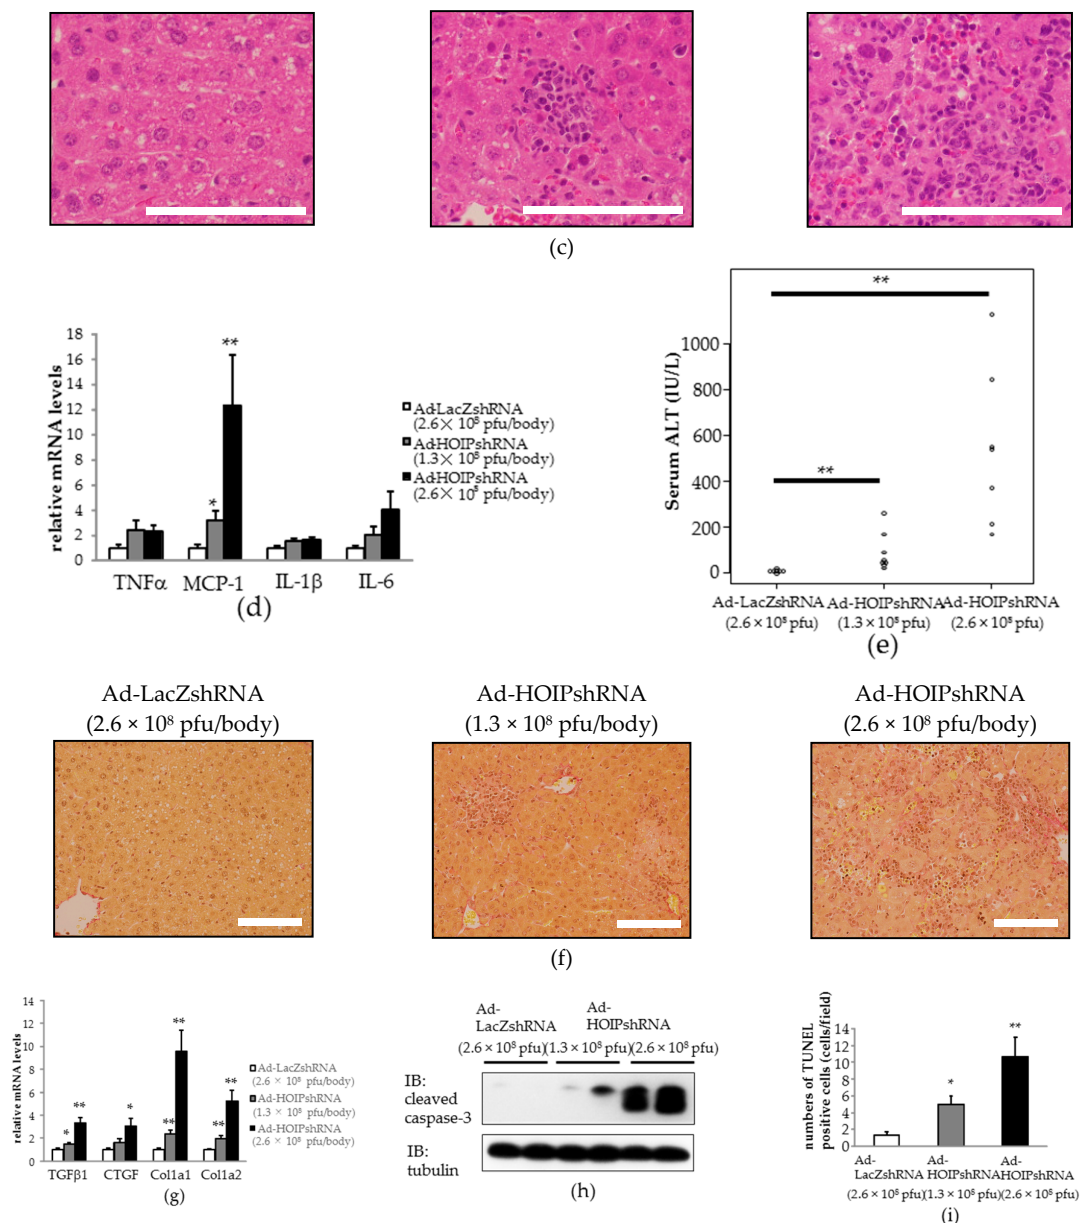 (c)
relative mRNA levels
18
16
14
12
10
8
6
4
2
0
**
*
TNFα MCP-1 IL-1β IL-6
Ad-LacZshRNA
(2.6× 10⁸ pfu/body)
Ad-HOIPshRNA
(1.3× 10⁸ pfu/body)
Ad-HOIPshRNA
(2.6× 10⁸ pfu/body)
(d)
Serum ALT (IU/L)
1000
800
600
400
200
0
**
**
Ad-LacZshRNA Ad-HOIPshRNA Ad-HOIPshRNA
(2.6×10⁸ pfu) (1.3×10⁸ pfu) (2.6×10⁸ pfu)
(e)
Ad-LacZshRNA Ad-HOIPshRNA Ad-HOIPshRNA
(2.6 × 10⁸ pfu/body) (1.3 × 10⁸ pfu/body) (2.6 × 10⁸ pfu/body)
(f)
relative mRNA levels
14
12
10
8
6
4
2
0
* ** * ** ** ** **
TGFβ1 CTGF Col1a1 Col1a2
Ad-LacZshRNA
(2.6 × 10⁸ pfu/body)
Ad-HOIPshRNA
(1.3 × 10⁸ pfu/body)
Ad-HOIPshRNA
(2.6 × 10⁸ pfu/body)
(g)
Ad- Ad-
LacZshRNA HOIPshRNA
(2.6×10⁸ pfu)(1.3×10⁸ pfu) (2.6×10⁸ pfu)
IB:
cleaved
caspase-3
IB:
tubulin
(h)
numbers of TUNEL
positive cells (cells/field)
14
12
10
8
6
4
2
0
*
**
Ad- Ad- Ad-
LacZshRNA HOIPshRNA HOIPshRNA
(2.6×10⁸ pfu)(1.3×10⁸ pfu) (2.6×10⁸ pfu)
(i)